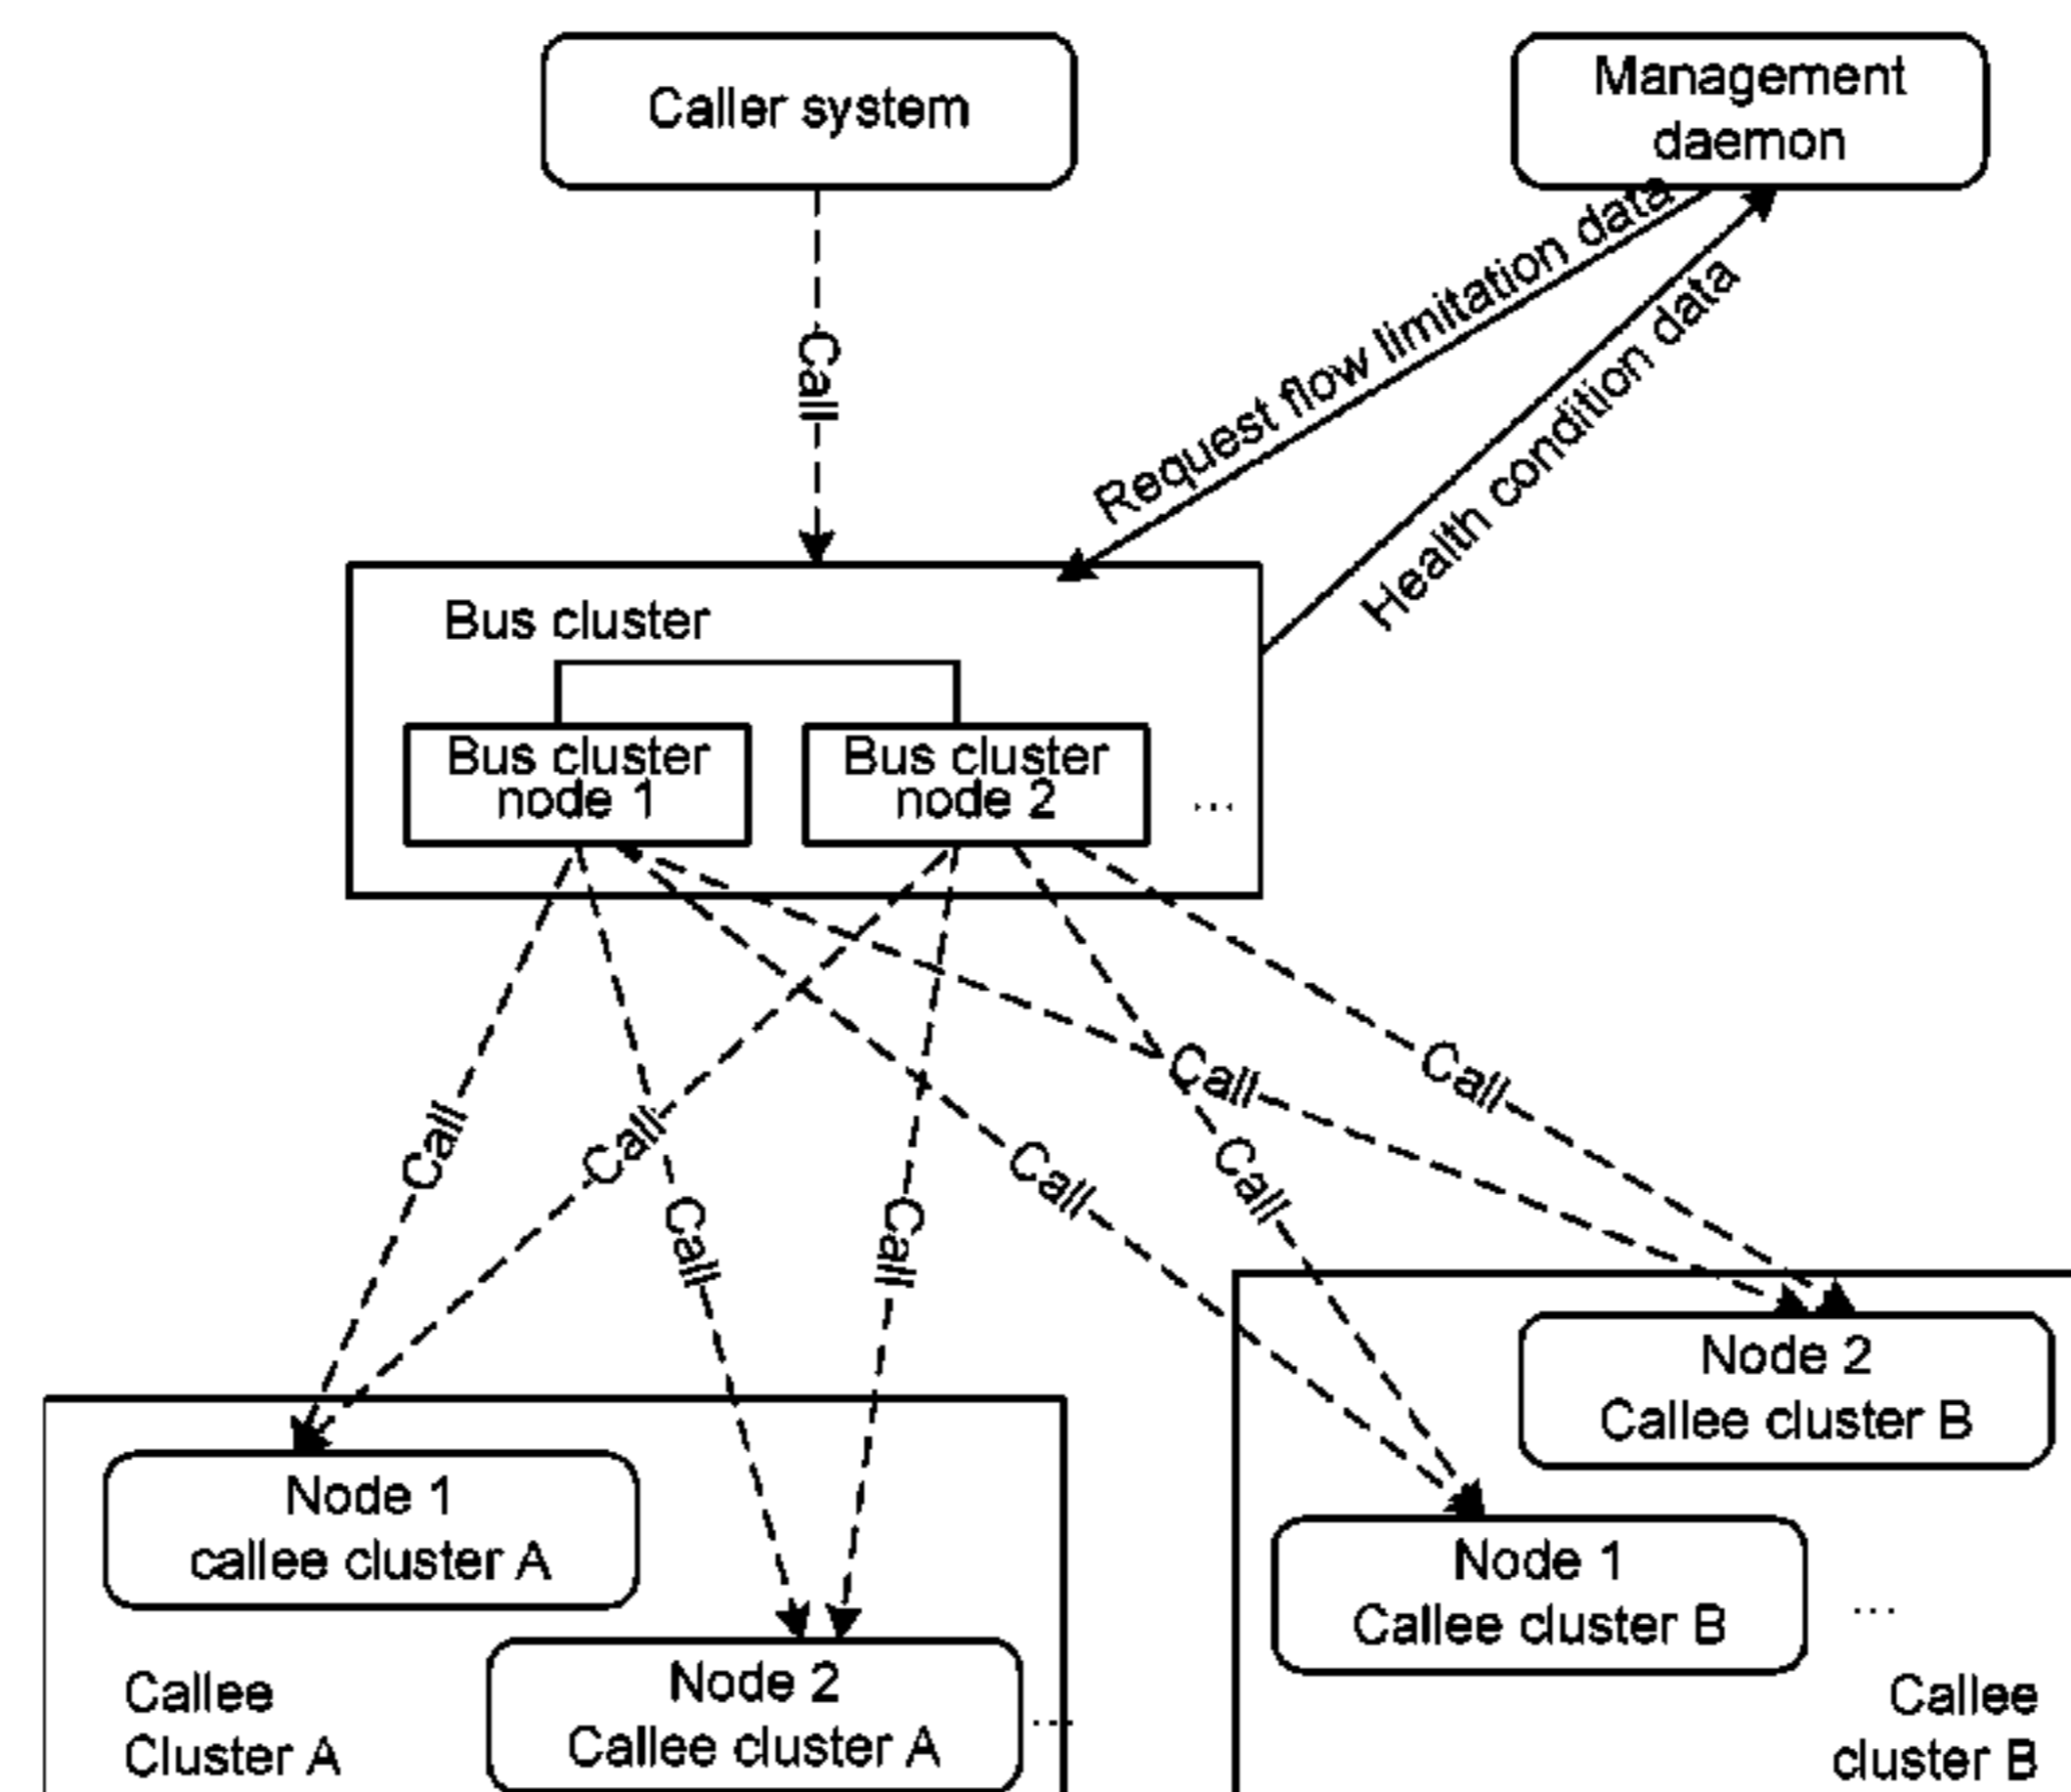 Caller system
Management
daemon
Call
Request flow limitation data
Health condition data
Bus cluster
Bus cluster
node 1
Bus cluster
node 2
...
Call
Call
Call
Call
Call
Call
Call
Call
Node 2
Callee cluster B
Node 1
callee cluster A
Node 1
Callee cluster B
...
Node 2
Callee cluster A
...
Callee
Cluster A
Callee
cluster B